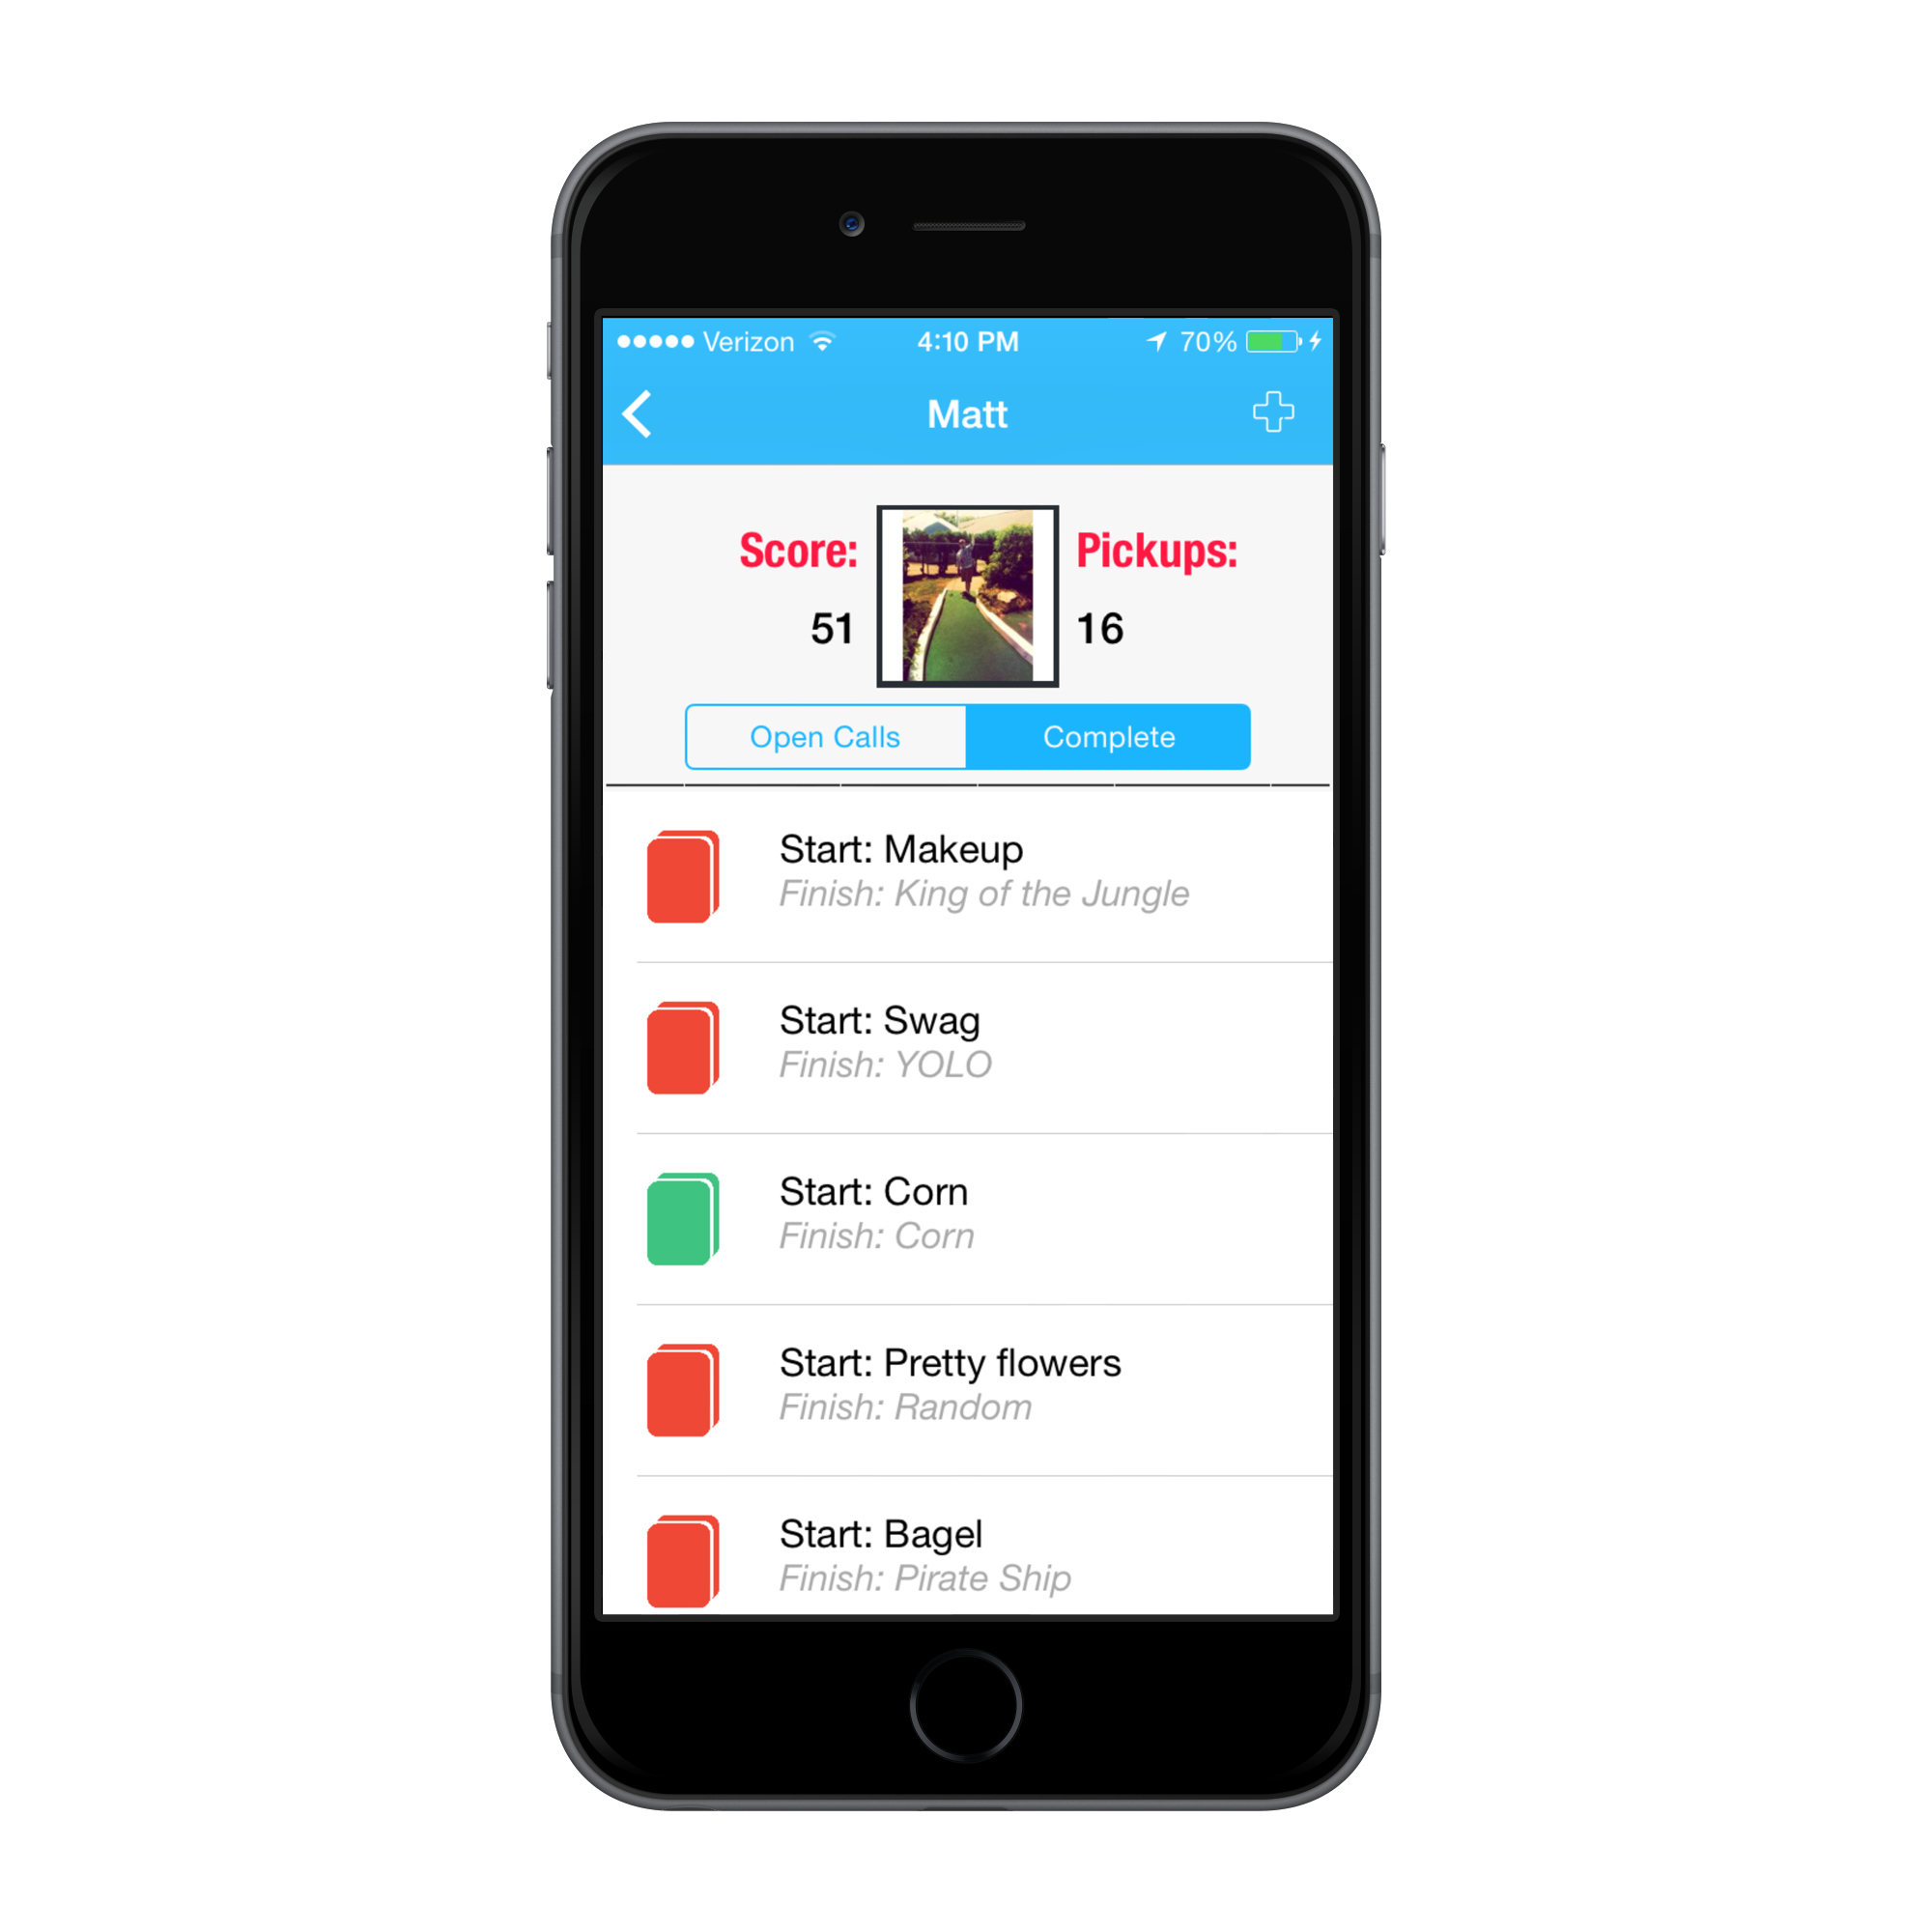 Verizon 4:10 PM 70%
Matt
Score: Pickups:
51 16
Open Calls Complete
Start: Makeup
Finish: King of the Jungle
Start: Swag
Finish: YOLO
Start: Corn
Finish: Corn
Start: Pretty flowers
Finish: Random
Start: Bagel
Finish: Pirate Ship